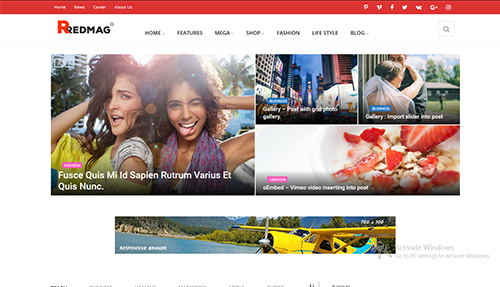 Home News Career About Us
REDMAG
HOME FEATURES MEGA SHOP FASHION LIFE STYLE BLOG
FASHION
Fusce Quis Mi Id Sapien Rutrum Varius Et
Quis Nunc.
BUSINESS
Gallery – Post with grid photo
gallery.
BUSINESS
Gallery : Import slider into post
FASHION
oEmbed – Vimeo video inserting into post
RESPONSIVE BANNER
760 x 100
Activate Windows
Go to PC settings to activate Windows.